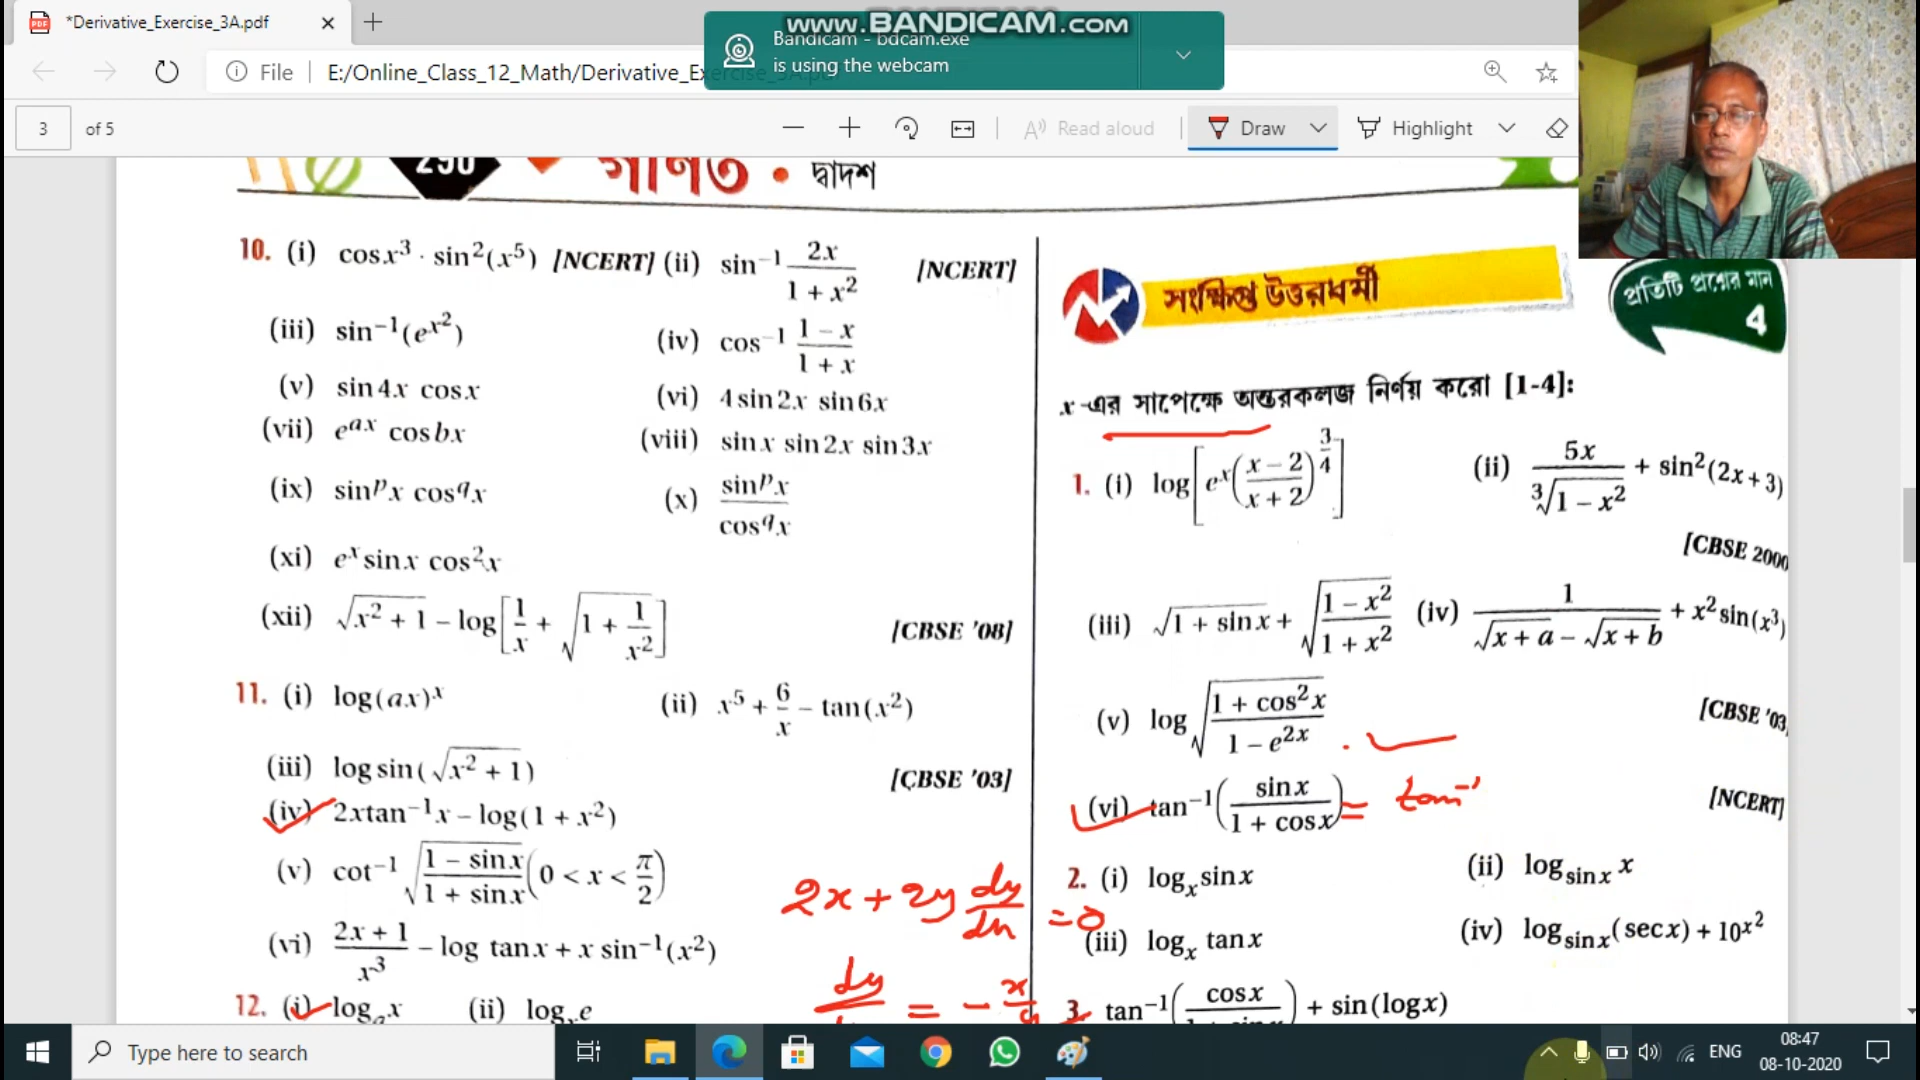 *Derivative_Exercise_3A.pdf
www.BANDICAM.com
Bandicam - bdcam.exe
is using the webcam
File
E:/Online_Class_12_Math/Derivative_Exercise_3A.pdf
3 of 5
Read aloud
Draw
Highlight
290
গণিত • দ্বাদশ
10. (i) cos x³ · sin²(x⁵) [NCERT] (ii) sin⁻¹ 2x/(1 + x²) [NCERT]
(iii) sin⁻¹(e^(x²)) (iv) cos⁻¹ (1 − x)/(1 + x)
(v) sin 4x cos x (vi) 4 sin 2x sin 6x
(vii) e^(ax) cos bx (viii) sin x sin 2x sin 3x
(ix) sin^p x cos^q x (x) sin^p x/cos^q x
(xi) e^x sin x cos² x
(xii) √(x² + 1) − log[1/x + √(1 + 1/x²)] [CBSE '08]
11. (i) log(ax)^x (ii) x⁵ + 6/x − tan(x²)
(iii) log sin(√(x² + 1)) [CBSE '03]
(iv) 2x tan⁻¹x − log(1 + x²)
(v) cot⁻¹ √((1 − sin x)/(1 + sin x)) (0 < x < π/2)
(vi) (2x + 1)/x³ − log tan x + x sin⁻¹(x²)
12. (i) logₐx (ii) logₓe
2x + 2y dy/dx = 0
dy = − x/y
সংক্ষিপ্ত উত্তরধর্মী
প্রতিটি প্রশ্নের মান
4
x-এর সাপেক্ষে অন্তরকলজ নির্ণয় করো [1-4]:
1. (i) log[e^x((x − 2)/(x + 2))^(3/4)] (ii) 5x/∛(1 − x²) + sin²(2x + 3)
[CBSE 2000
(iii) √(1 + sin x) + √((1 − x²)/(1 + x²)) (iv) 1/(√(x + a) − √(x + b)) + x² sin(x³)
(v) log √((1 + cos²x)/(1 − e^(2x))) [CBSE '03
(vi) tan⁻¹(sin x/(1 + cos x)) = tan⁻¹ [NCERT]
2. (i) logₓ sin x (ii) log_(sin x) x
(iii) logₓ tan x (iv) log_(sin x)(sec x) + 10^(x²)
3. tan⁻¹(cos x/(1 + sin x)) + sin(log x)
Type here to search
ENG
08:47
08-10-2020